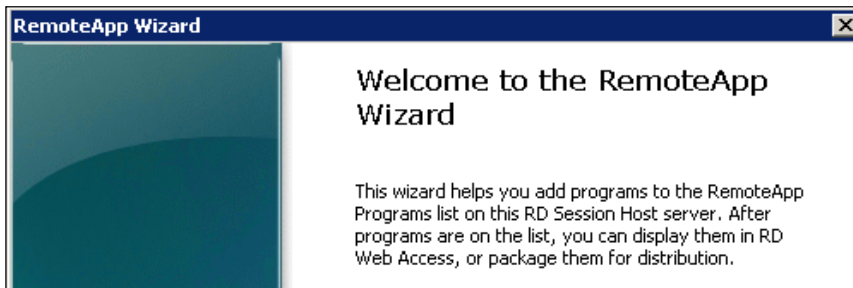 RemoteApp Wizard
Welcome to the RemoteApp
Wizard
This wizard helps you add programs to the RemoteApp
Programs list on this RD Session Host server. After
programs are on the list, you can display them in RD
Web Access, or package them for distribution.